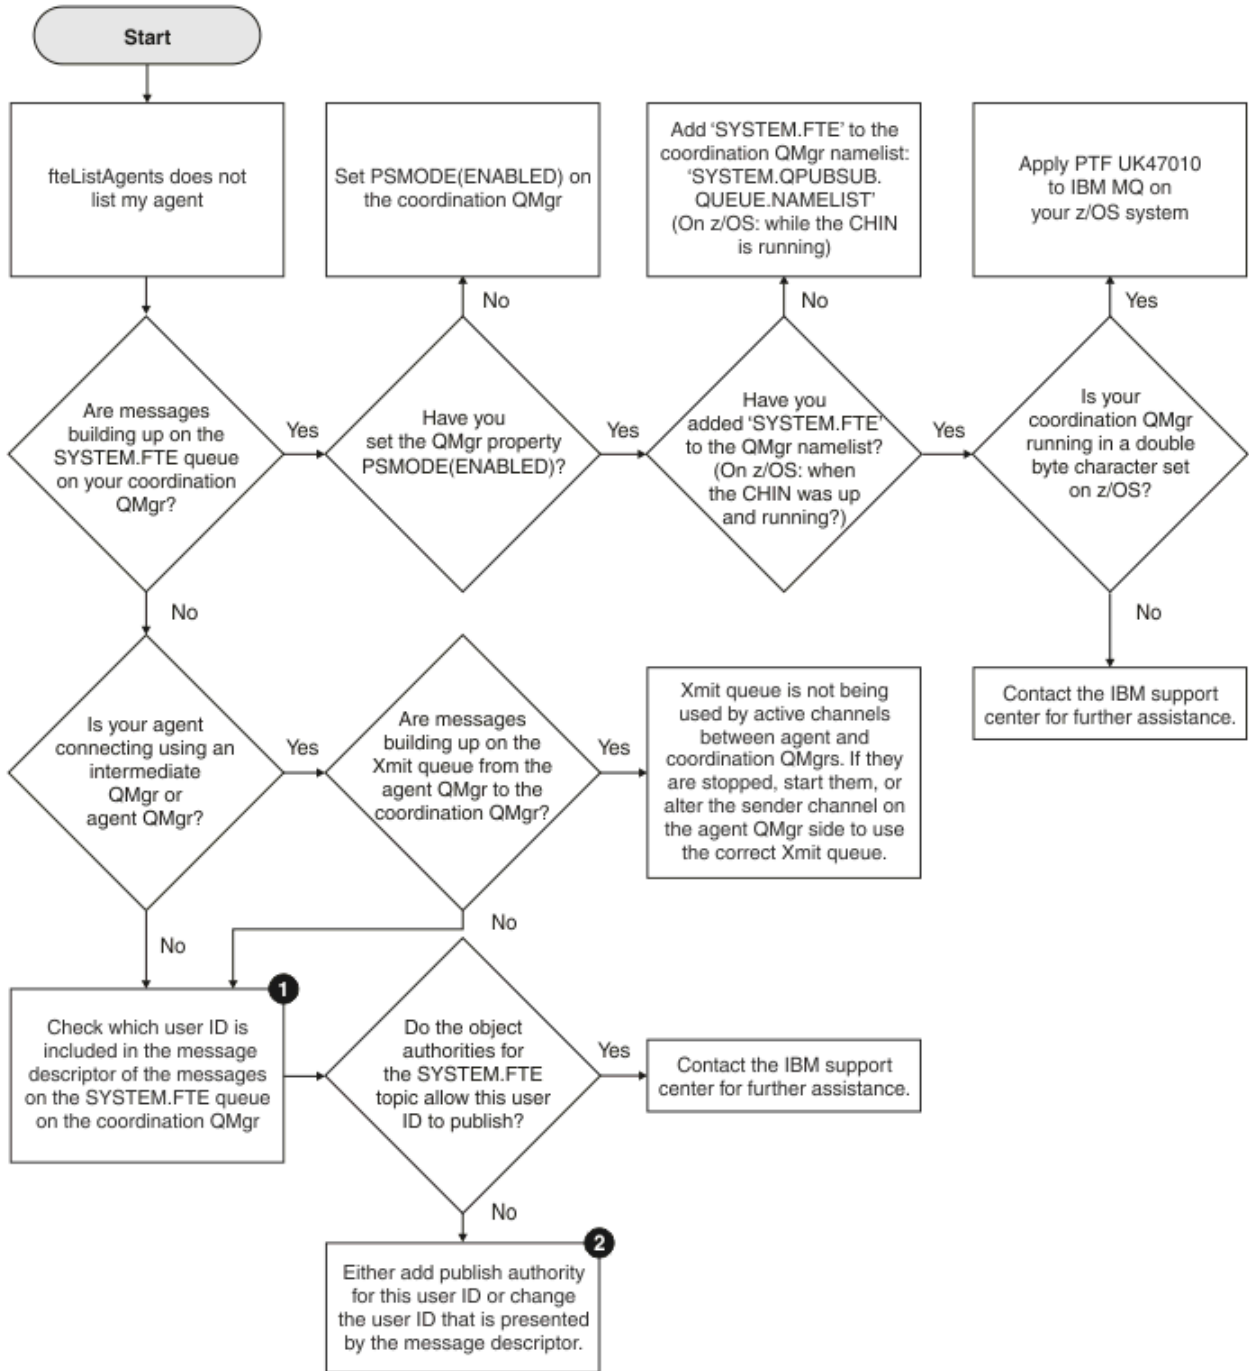 Start
fteListAgents does not
list my agent
Set PSMODE(ENABLED) on
the coordination QMgr
Add ‘SYSTEM.FTE’ to the
coordination QMgr namelist:
‘SYSTEM.QPUBSUB.
QUEUE.NAMELIST’
(On z/OS: while the CHIN
is running)
Apply PTF UK47010
to IBM MQ on
your z/OS system
No
No
Yes
Are messages
building up on the
SYSTEM.FTE queue
on your coordination
QMgr?
Yes
Have you
set the QMgr property
PSMODE(ENABLED)?
Yes
Have you
added ‘SYSTEM.FTE’
to the QMgr namelist?
(On z/OS: when
the CHIN was up
and running?)
Yes
Is your
coordination QMgr
running in a double
byte character set
on z/OS?
No
No
Contact the IBM support
center for further assistance.
Is your agent
connecting using an
intermediate
QMgr or
agent QMgr?
Yes
Are messages
building up on the
Xmit queue from the
agent QMgr to the
coordination QMgr?
Yes
Xmit queue is not being
used by active channels
between agent and
coordination QMgrs. If they
are stopped, start them, or
alter the sender channel on
the agent QMgr side to use
the correct Xmit queue.
No
No
1
Check which user ID is
included in the message
descriptor of the messages
on the SYSTEM.FTE queue
on the coordination QMgr
Do the object
authorities for
the SYSTEM.FTE
topic allow this user
ID to publish?
Yes
Contact the IBM support
center for further assistance.
No
2
Either add publish authority
for this user ID or change
the user ID that is presented
by the message descriptor.